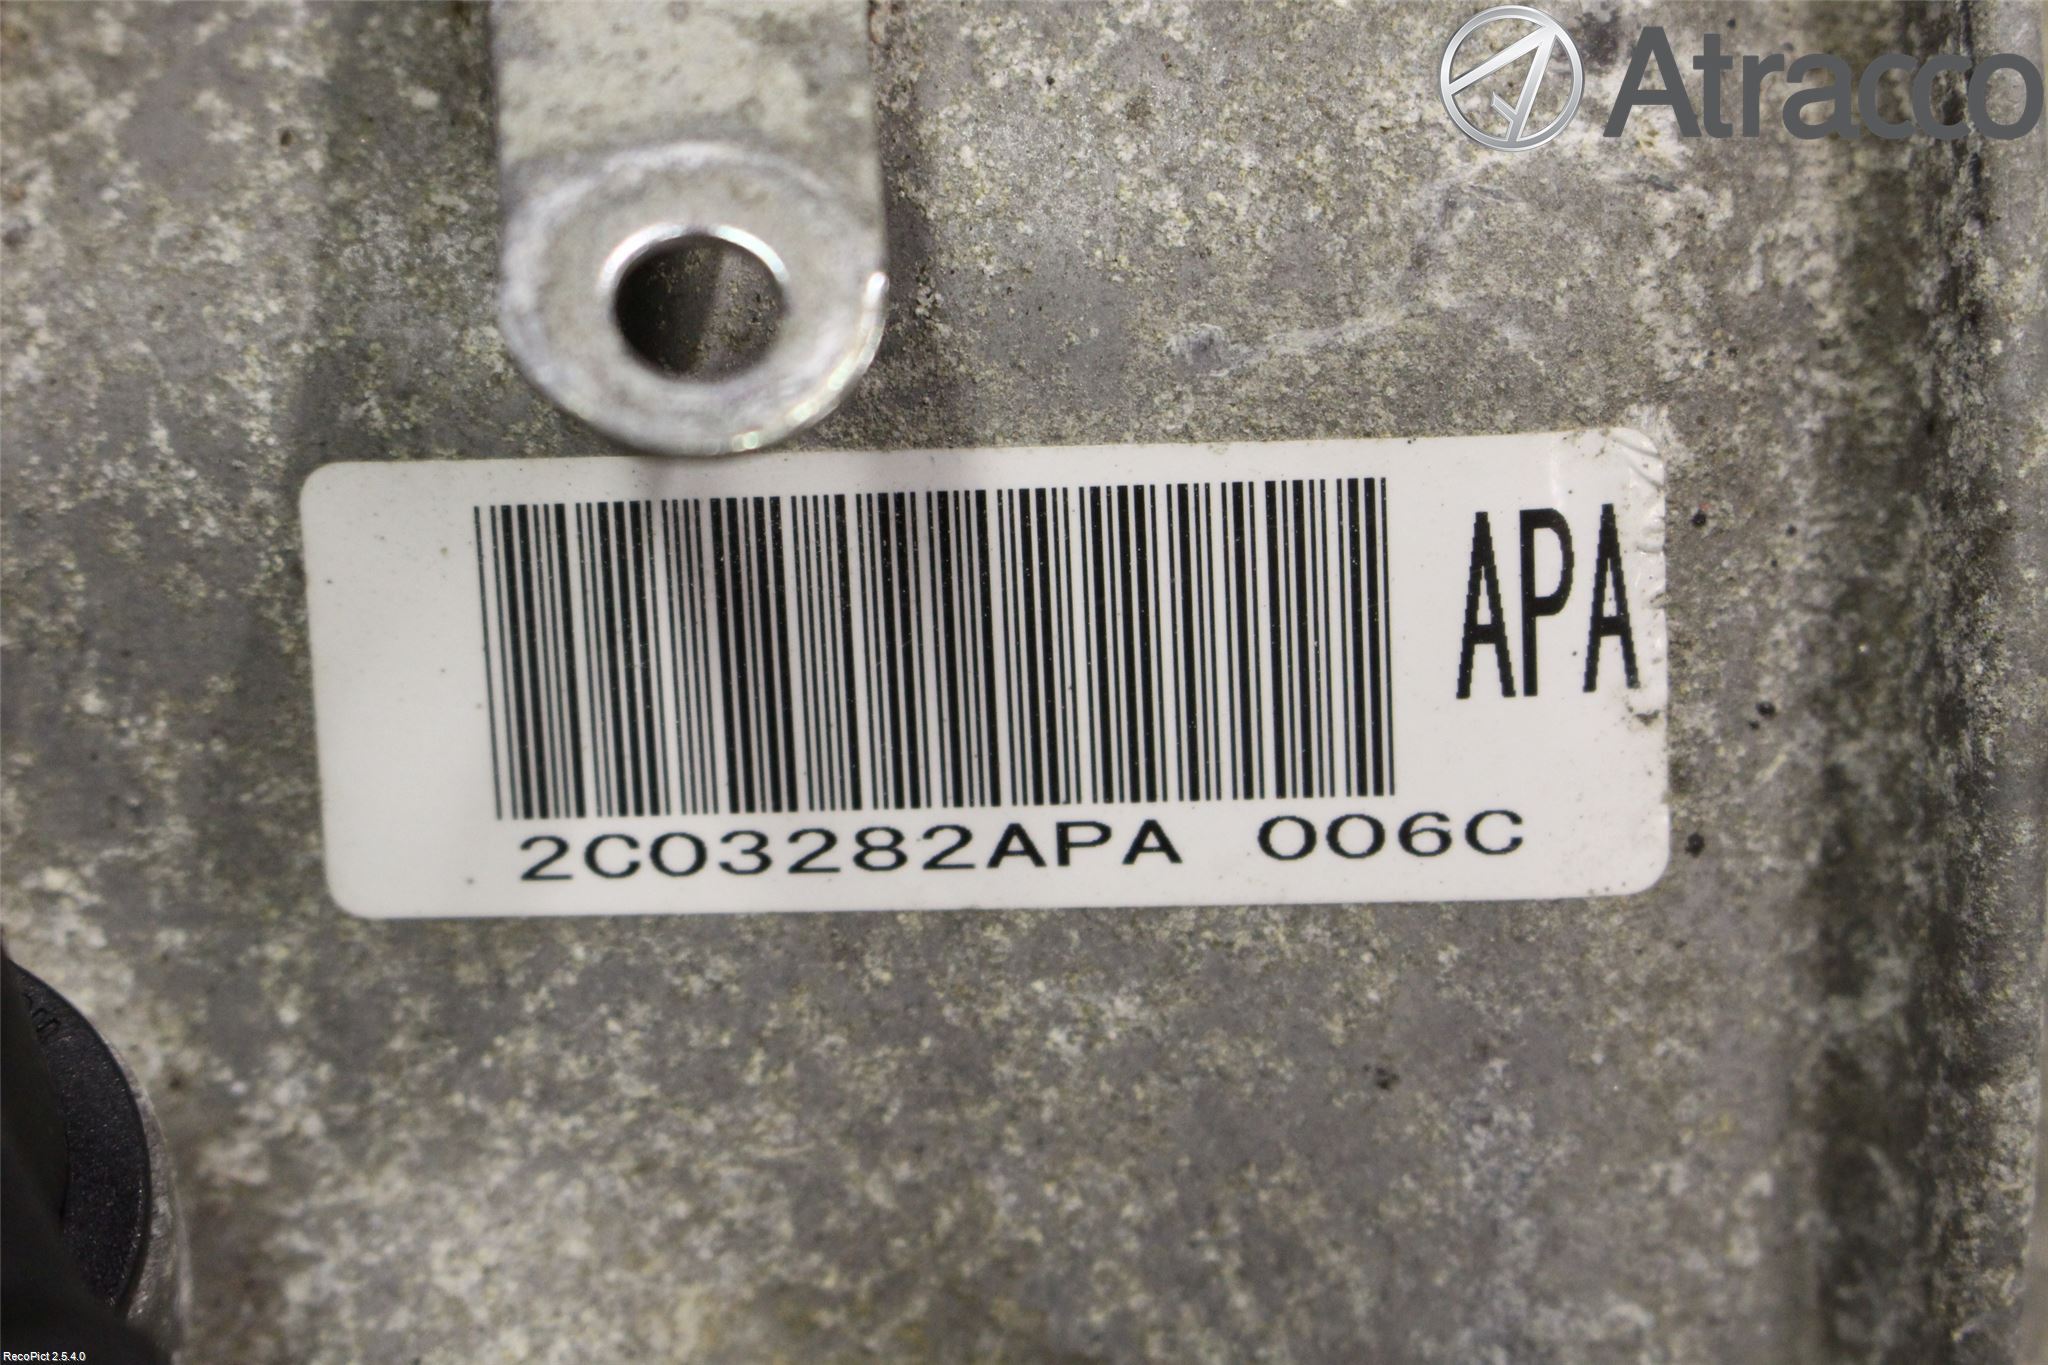 Atracco
APA
2C03282APA 006C
RecoPict 2.5.4.0